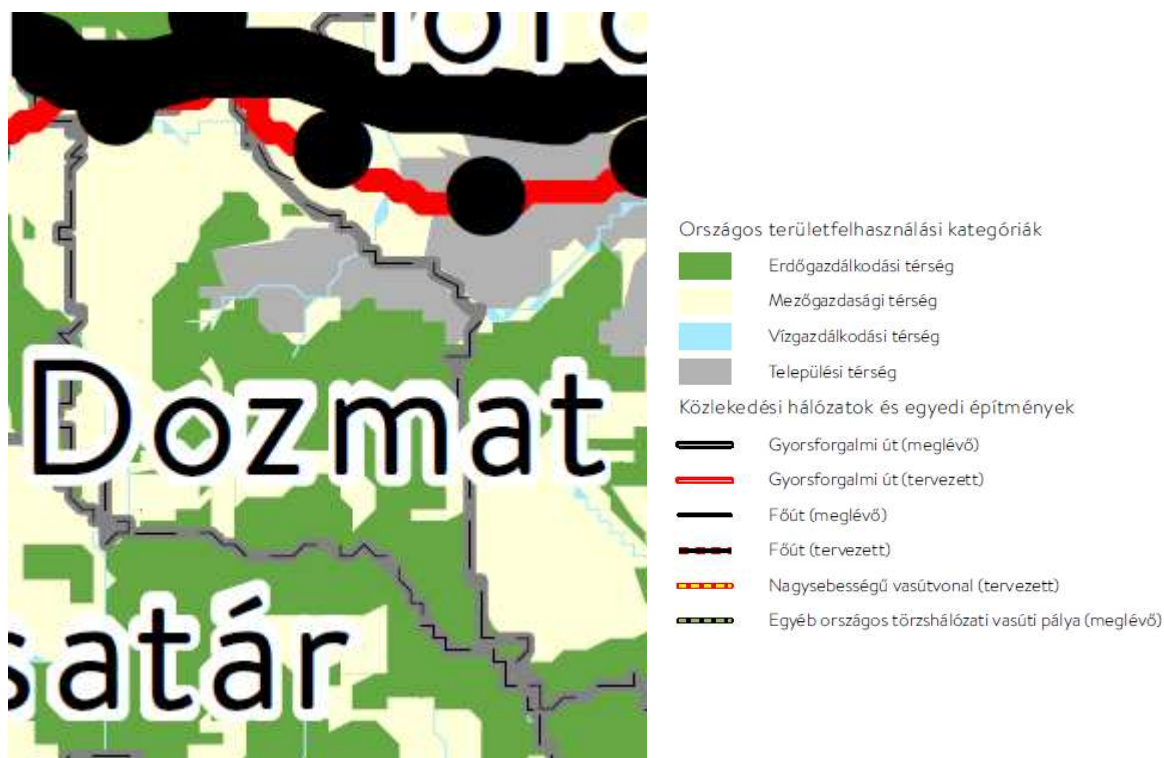 Dozmat
satár
Országos területfelhasználási kategóriák
Erdőgazdálkodási térség
Mezőgazdasági térség
Vízgazdálkodási térség
Települési térség
Közlekedési hálózatok és egyedi építmények
Gyorsforgalmi út (meglévő)
Gyorsforgalmi út (tervezett)
Főút (meglévő)
Főút (tervezett)
Nagysebességű vasútvonal (tervezett)
Egyéb országos törzshálózati vasúti pálya (meglévő)